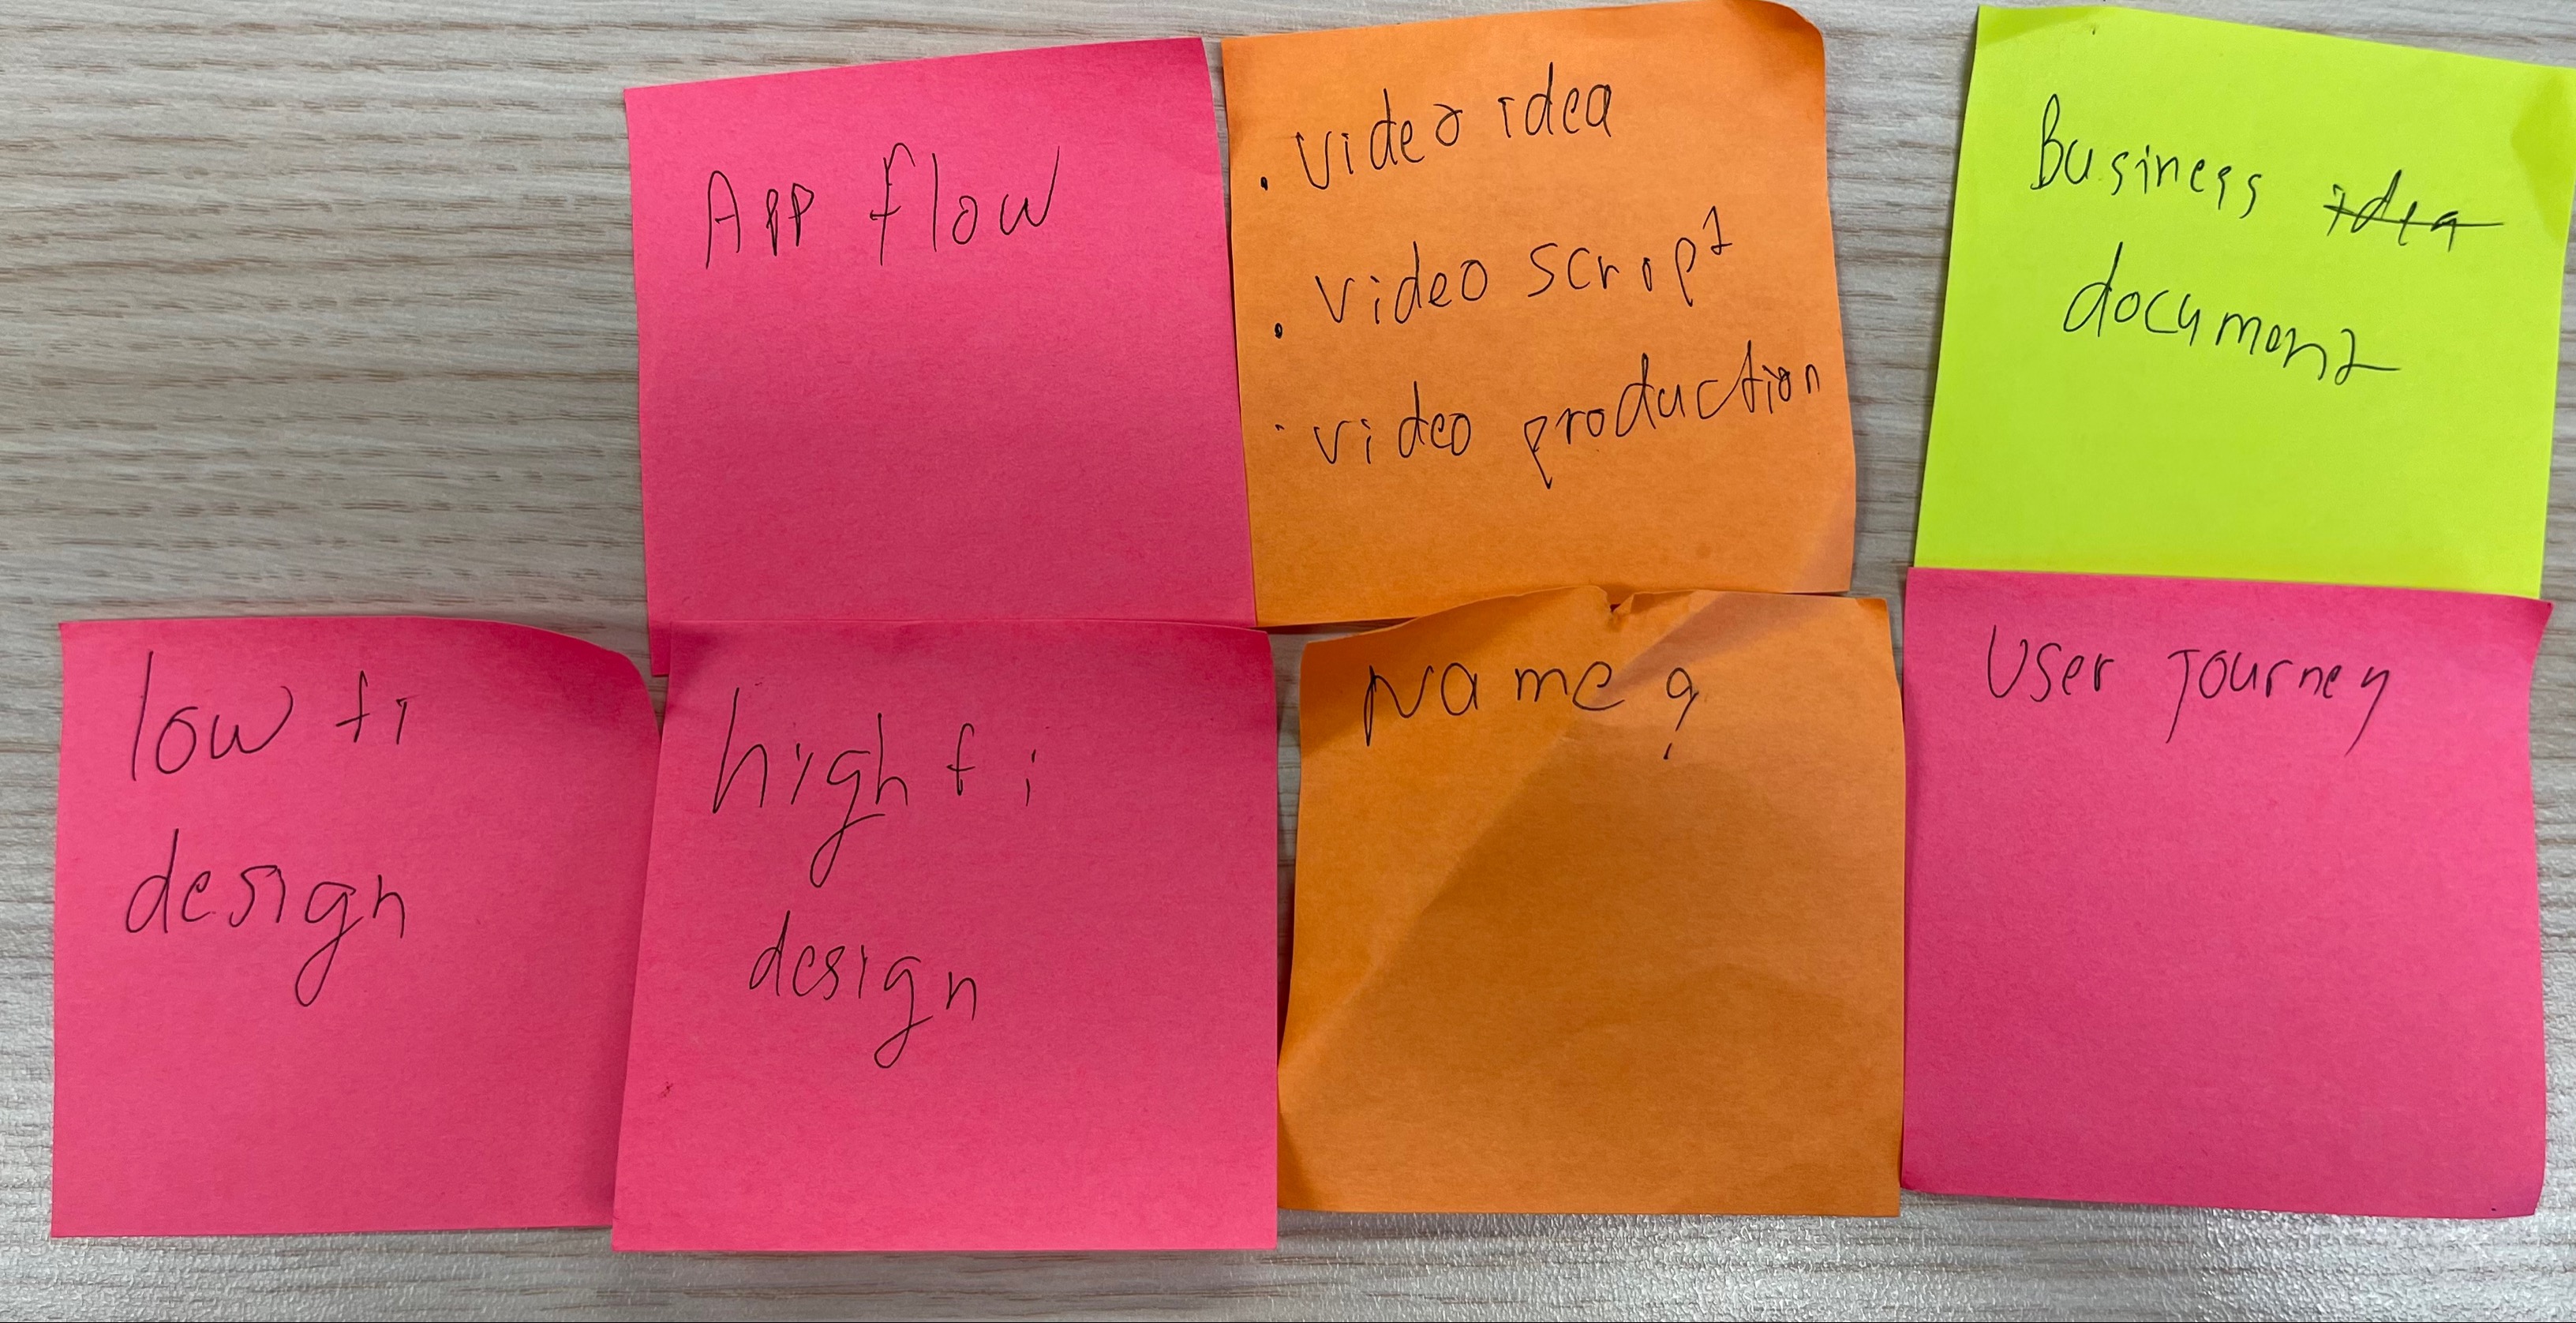 App flow
. video idea
. video script
. video production
Business ~~idea~~
document
low fi
design
high fi
design
Name?
User Journey